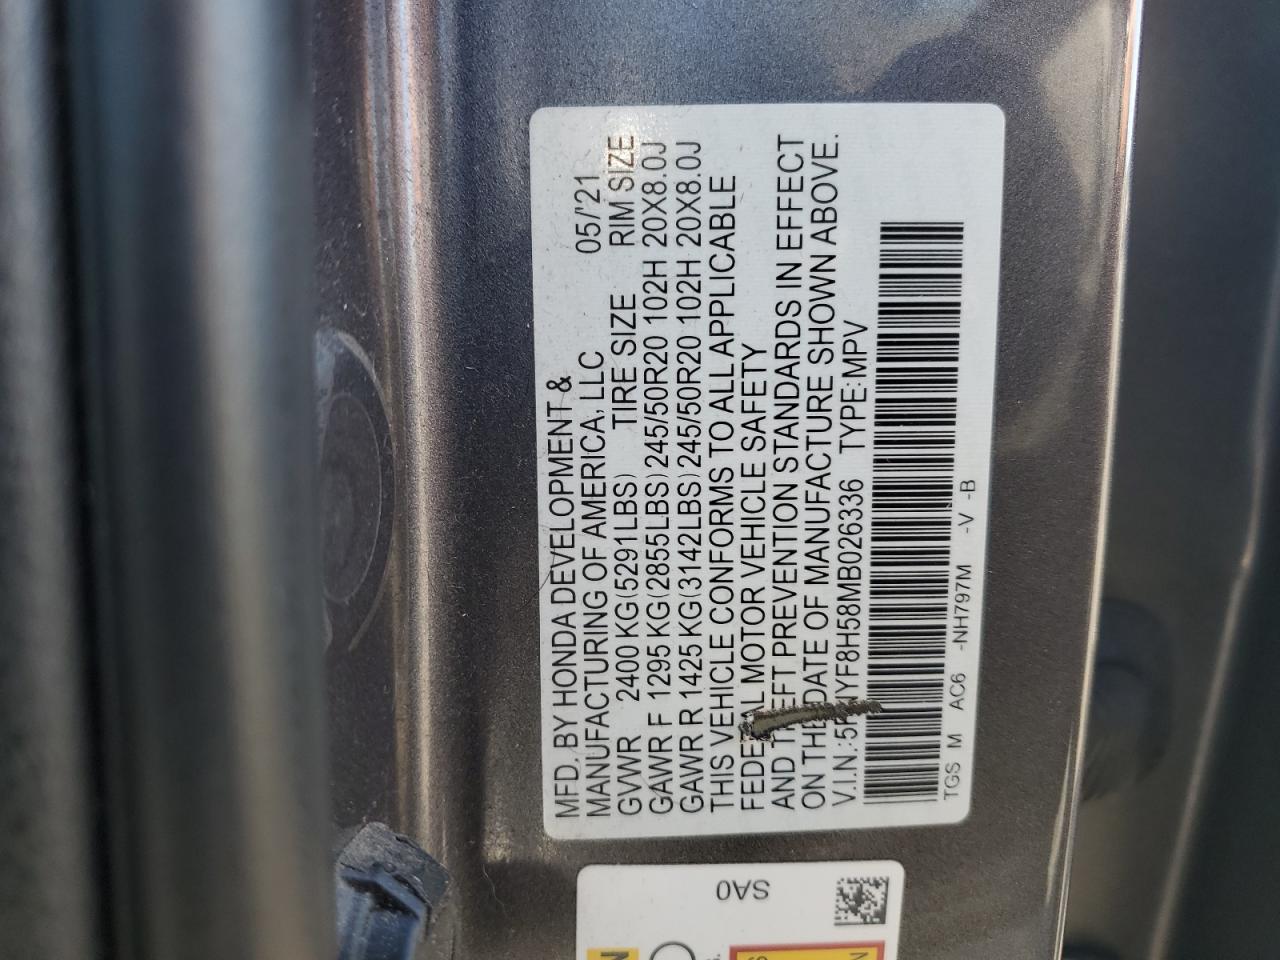 MFD. BY HONDA DEVELOPMENT &
MANUFACTURING OF AMERICA, LLC 05/'21
GVWR 2400 KG(5291LBS) TIRE SIZE RIM SIZE
GAWR F 1295 KG(2855LBS) 245/50R20 102H 20X8.0J
GAWR R 1425 KG(3142LBS) 245/50R20 102H 20X8.0J
THIS VEHICLE CONFORMS TO ALL APPLICABLE
FEDERAL MOTOR VEHICLE SAFETY
AND THEFT PREVENTION STANDARDS IN EFFECT
ON THE DATE OF MANUFACTURE SHOWN ABOVE.
V.I.N.: TYPE:MPV
TGS M AC6 -NH797M -V -B
SA0